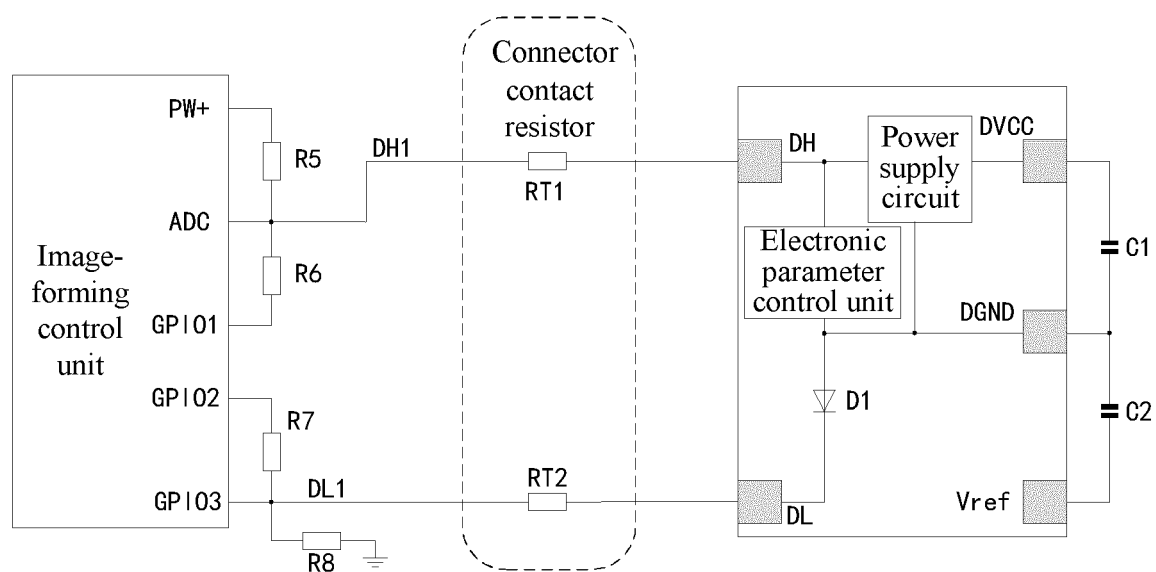 Image-
forming
control
unit
PW+
ADC
GPIO1
GPIO2
GPIO3
R5
R6
R7
R8
DH1
DL1
Connector
contact
resistor
RT1
RT2
DH
DL
Power
supply
circuit
Electronic
parameter
control unit
D1
DVCC
DGND
Vref
C1
C2